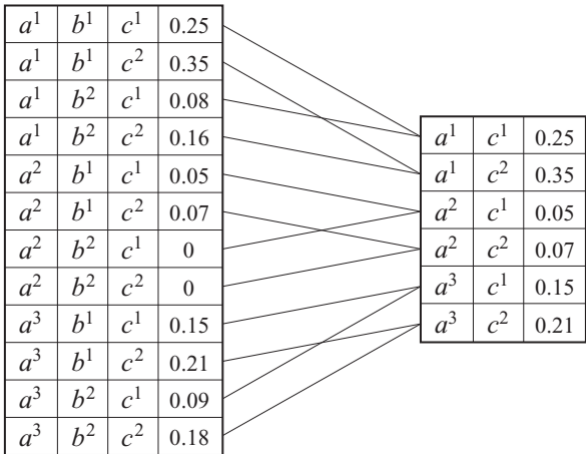 a¹ b¹ c¹ 0.25
a¹ b¹ c² 0.35
a¹ b² c¹ 0.08
a¹ b² c² 0.16
a² b¹ c¹ 0.05
a² b¹ c² 0.07
a² b² c¹ 0
a² b² c² 0
a³ b¹ c¹ 0.15
a³ b¹ c² 0.21
a³ b² c¹ 0.09
a³ b² c² 0.18
a¹ c¹ 0.25
a¹ c² 0.35
a² c¹ 0.05
a² c² 0.07
a³ c¹ 0.15
a³ c² 0.21